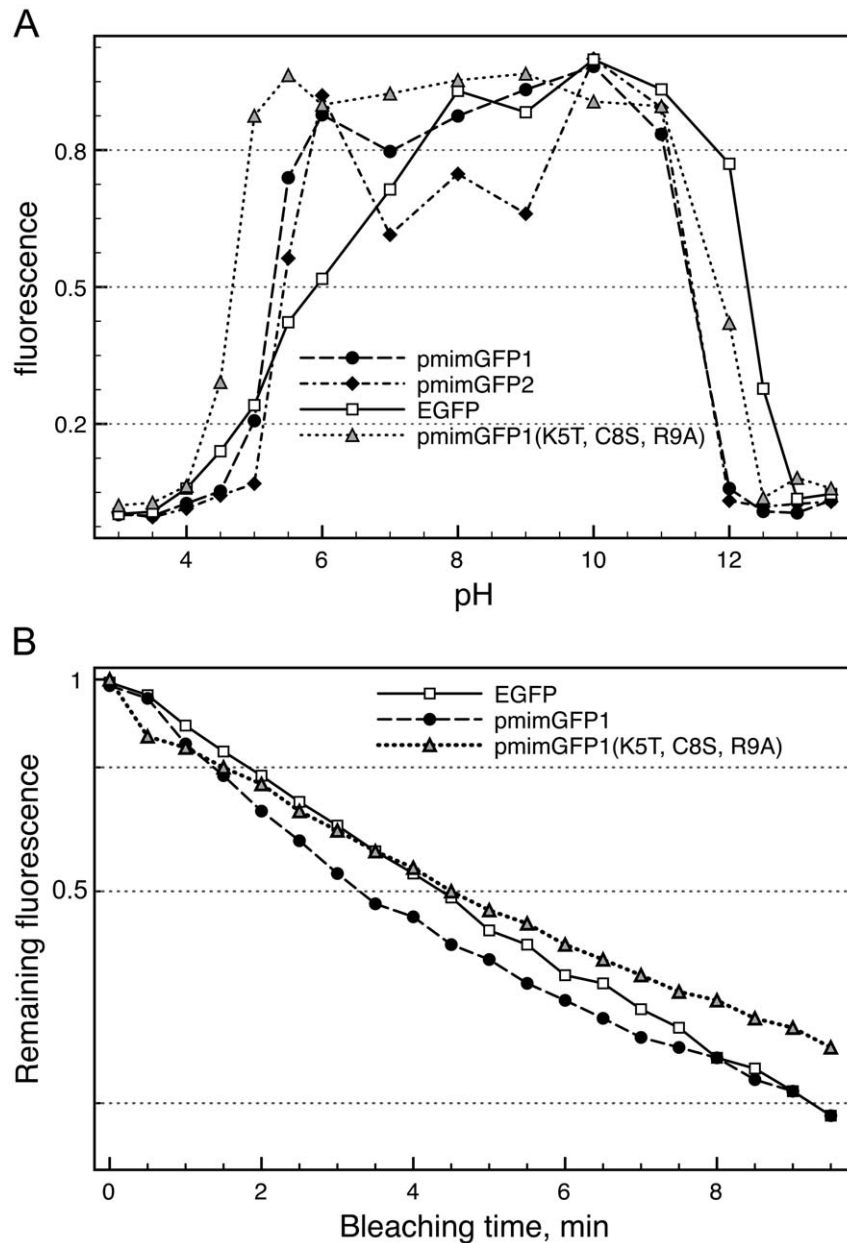 A
0.8
0.5
0.2
fluorescence
pmimGFP1
pmimGFP2
EGFP
pmimGFP1(K5T, C8S, R9A)
4 6 8 10 12
pH
B
1
0.5
Remaining fluorescence
EGFP
pmimGFP1
pmimGFP1(K5T, C8S, R9A)
0 2 4 6 8
Bleaching time, min